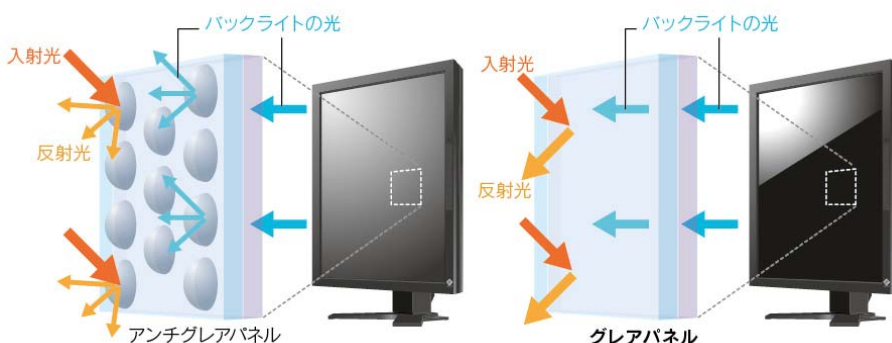 バックライトの光
入射光
反射光
アンチグレアパネル
バックライトの光
入射光
反射光
グレアパネル